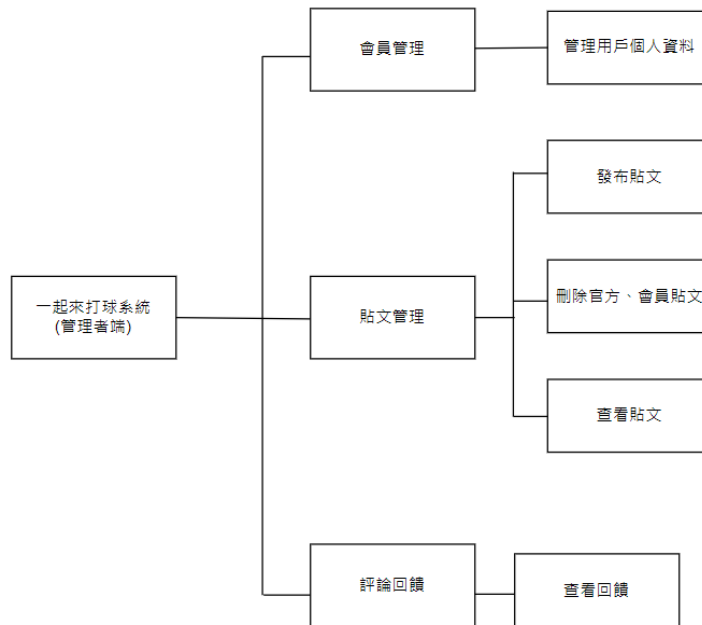 會員管理
管理用戶個人資料
發布貼文
一起來打球系統
(管理者端)
貼文管理
刪除官方、會員貼文
查看貼文
評論回饋
查看回饋